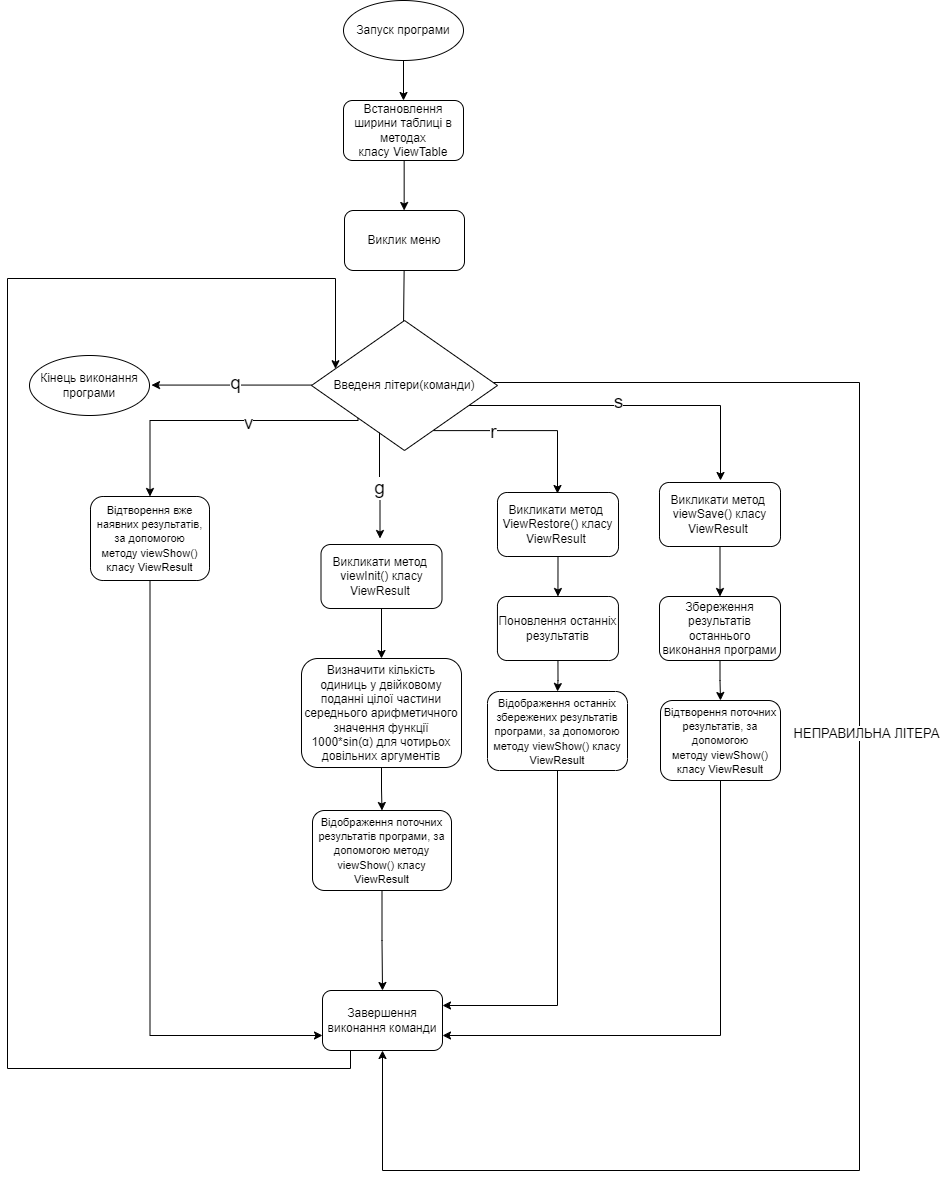 Запуск програми
Встановлення
ширини таблиці в
методах
класу ViewTable
Виклик меню
Введеня літери(команди)
q
Кінець виконання
програми
v
Відтворення вже
наявних результатів,
за допомогою
методу viewShow()
класу ViewResult
g
Викликати метод
viewInit() класу
ViewResult
Визначити кількість
одиниць у двійковому
поданні цілої частини
середнього арифметичного
значення функції
1000*sin(α) для чотирьох
довільних аргументів
Відображення поточних
результатів програми, за
допомогою методу
viewShow() класу
ViewResult
r
Викликати метод
ViewRestore() класу
ViewResult
Поновлення останніх
результатів
Відображення останніх
збережених результатів
програми, за допомогою
методу viewShow() класу
ViewResult
s
Викликати метод
viewSave() класу
ViewResult
Збереження
результатів
останнього
виконання програми
Відтворення поточних
результатів, за
допомогою
методу viewShow()
класу ViewResult
НЕПРАВИЛЬНА ЛІТЕРА
Завершення
виконання команди